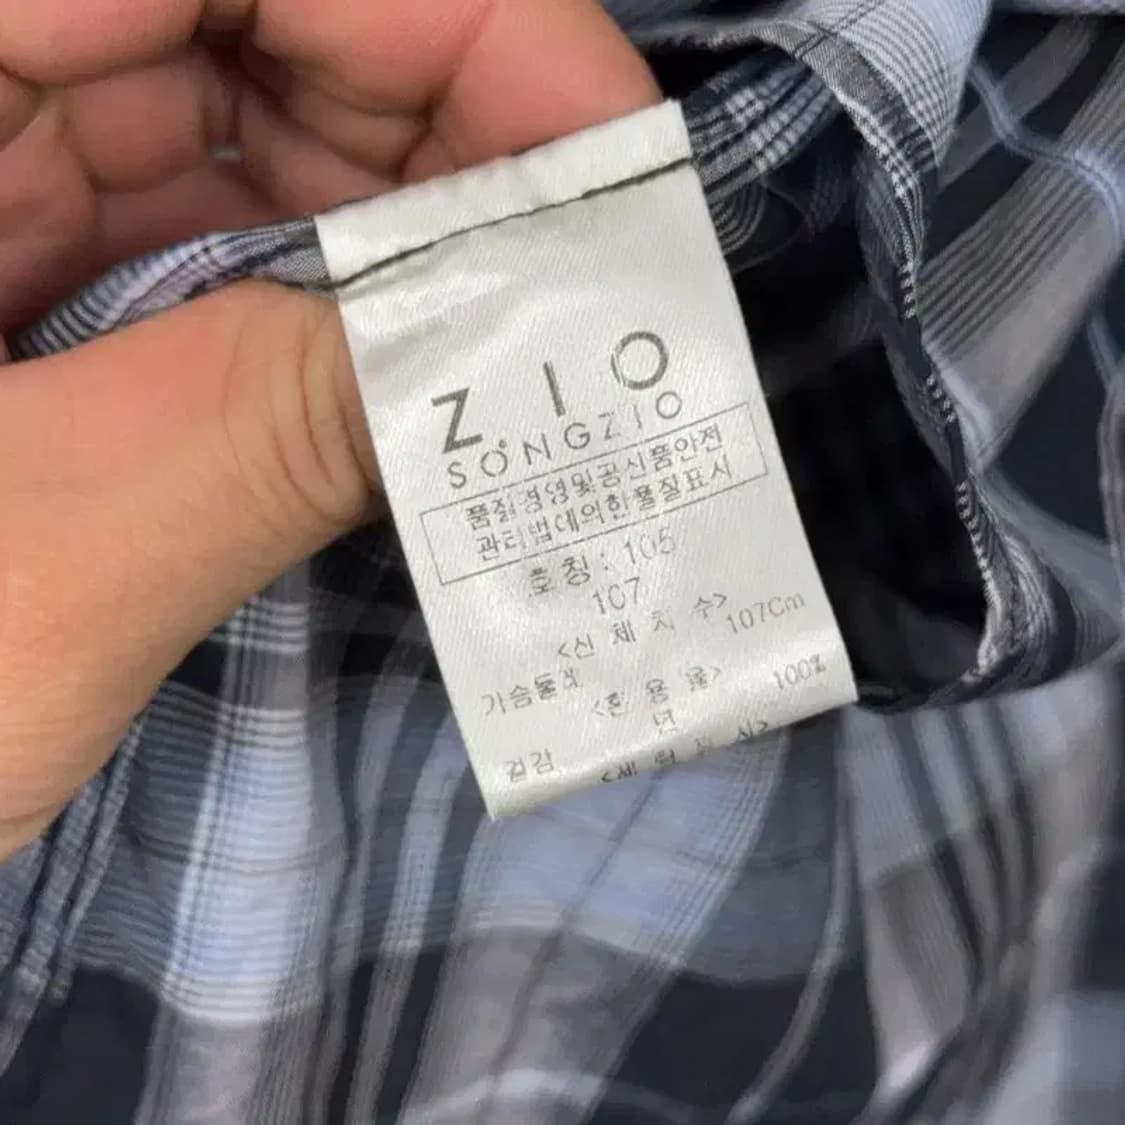 ZIO
SONGZIO
품질경영및공산품안전
관리법에의한품질표시
호칭 : 105
107
<신 체 치 수>
가슴둘레 107Cm
<혼 용 률>
겉감 면 100%